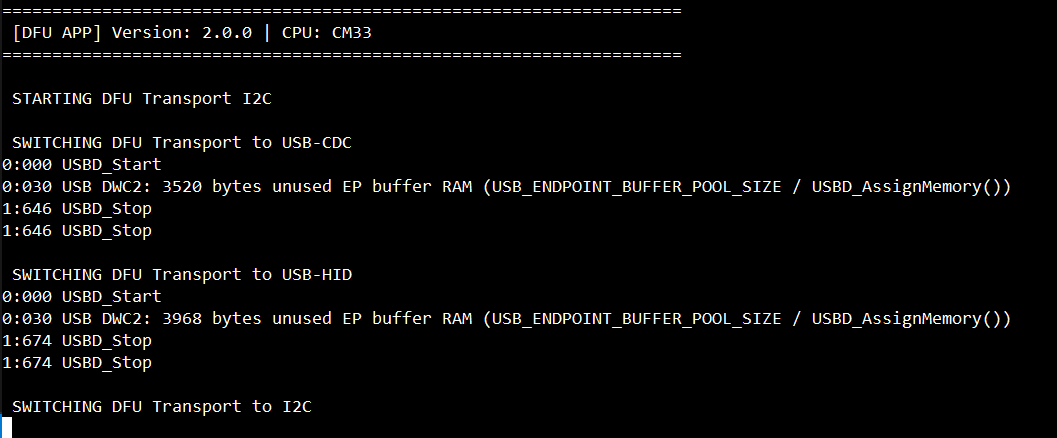 ====================================================================
[DFU APP] Version: 2.0.0 | CPU: CM33
====================================================================
STARTING DFU Transport I2C
SWITCHING DFU Transport to USB-CDC
0:000 USBD_Start
0:030 USB DWC2: 3520 bytes unused EP buffer RAM (USB_ENDPOINT_BUFFER_POOL_SIZE / USBD_AssignMemory())
1:646 USBD_Stop
1:646 USBD_Stop
SWITCHING DFU Transport to USB-HID
0:000 USBD_Start
0:030 USB DWC2: 3968 bytes unused EP buffer RAM (USB_ENDPOINT_BUFFER_POOL_SIZE / USBD_AssignMemory())
1:674 USBD_Stop
1:674 USBD_Stop
SWITCHING DFU Transport to I2C